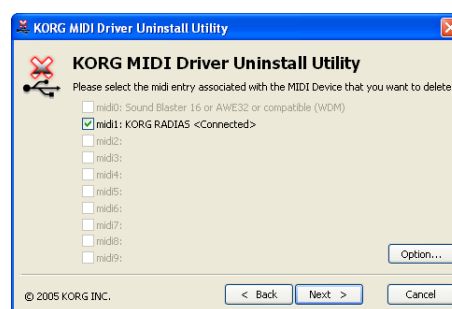 KORG MIDI Driver Uninstall Utility
KORG MIDI Driver Uninstall Utility
Please select the midi entry associated with the MIDI Device that you want to delete
midi0: Sound Blaster 16 or AWE32 or compatible (WDM)
midi1: KORG RADIAS <Connected>
midi2:
midi3:
midi4:
midi5:
midi6:
midi7:
midi8:
midi9:
Option...
© 2005 KORG INC.
< Back
Next >
Cancel